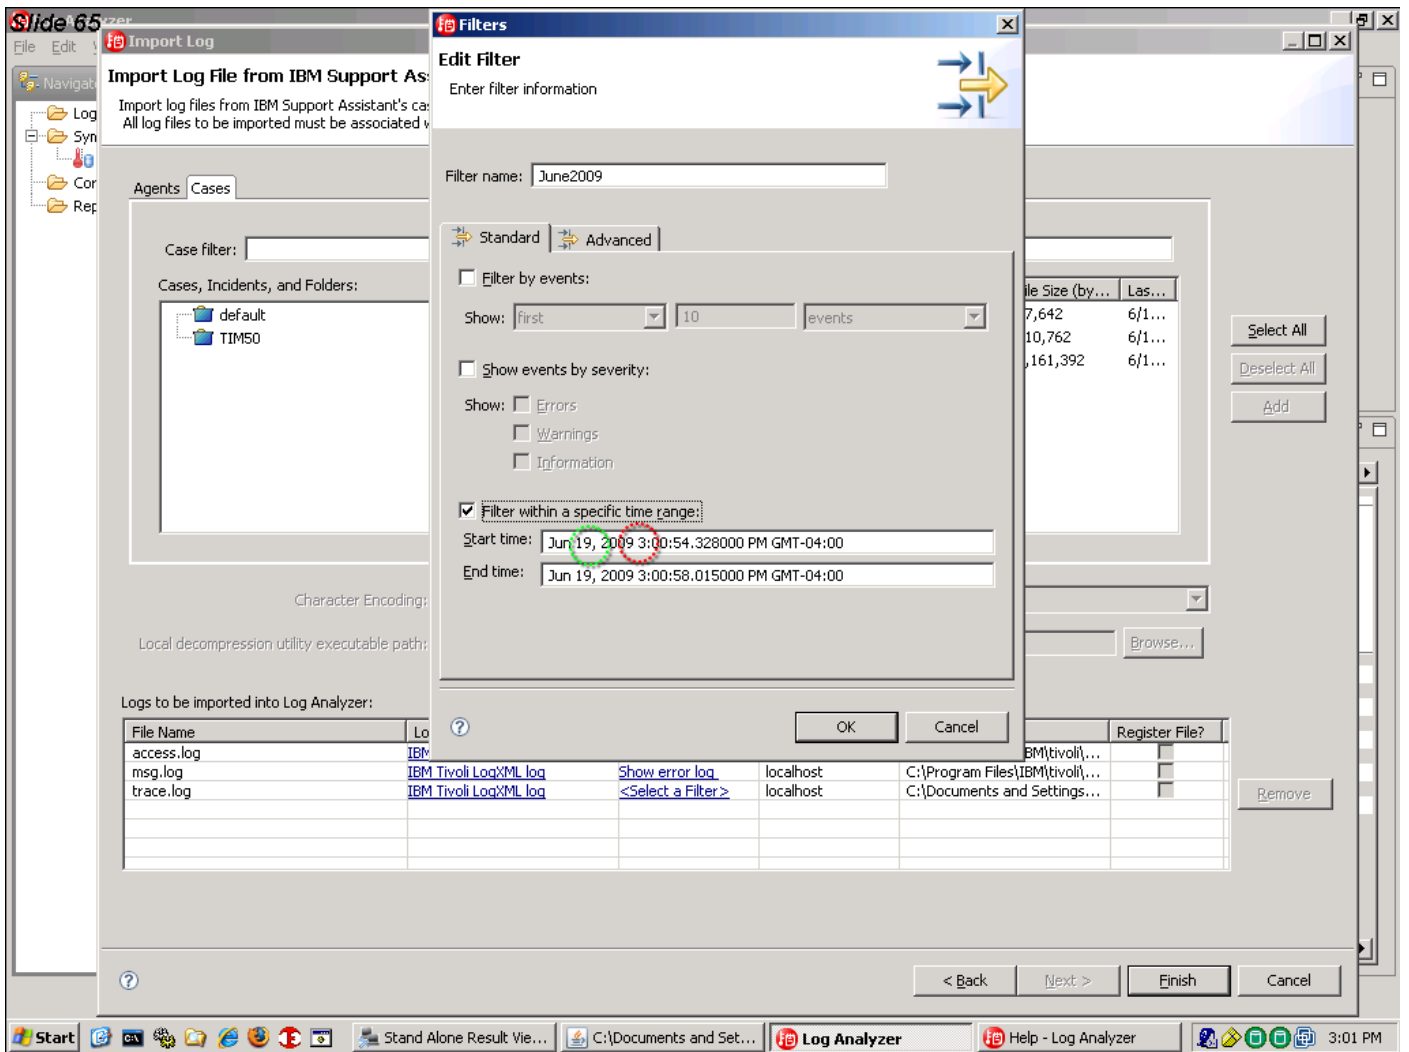 Slide 65
File Edit
Import Log
Filters
Navigat
Import Log File from IBM Support As
Import log files from IBM Support Assistant's ca
All log files to be imported must be associated
Edit Filter
Enter filter information
Log
Syn
Cor
Rep
Agents Cases
Filter name: June2009
Standard Advanced
Case filter:
Cases, Incidents, and Folders:
default
TIM50
Filter by events:
Show: first 10 events
ile Size (by... Las...
7,642 6/1...
10,762 6/1...
,161,392 6/1...
Select All
Deselect All
Add
Show events by severity:
Show: Errors
Warnings
Information
Filter within a specific time range:
Start time: Jun 19, 2009 3:00:54.328000 PM GMT-04:00
End time: Jun 19, 2009 3:00:58.015000 PM GMT-04:00
Character Encoding:
Local decompression utility executable path:
Browse...
Logs to be imported into Log Analyzer:
OK Cancel
File Name Lo Register File?
access.log IBM BM\tivoli\...
msg.log IBM Tivoli LogXML log Show error log localhost C:\Program Files\IBM\tivoli\...
trace.log IBM Tivoli LogXML log <Select a Filter> localhost C:\Documents and Settings...
Remove
< Back Next > Finish Cancel
Start Stand Alone Result Vie... C:\Documents and Set... Log Analyzer Help - Log Analyzer 3:01 PM